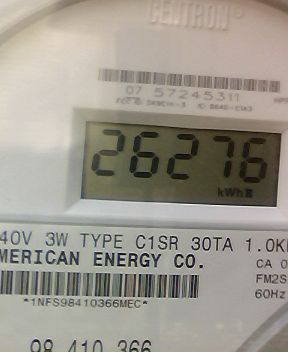 CENTRON®
07 57245311
26276
kWh
40V 3W TYPE C1SR 30TA 1.0K
MERICAN ENERGY CO.
CA 0
FM2S
60Hz
*1NFS98410366MEC*
98 410 366